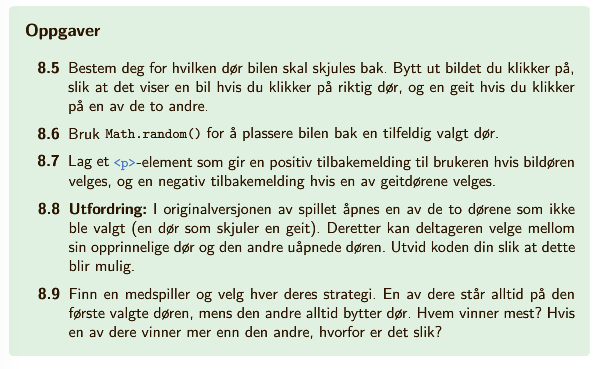 Oppgaver
8.5 Bestem deg for hvilken dør bilen skal skjules bak. Bytt ut bildet du klikker på,
slik at det viser en bil hvis du klikker på riktig dør, og en geit hvis du klikker
på en av de to andre.
8.6 Bruk Math.random() for å plassere bilen bak en tilfeldig valgt dør.
8.7 Lag et <p>-element som gir en positiv tilbakemelding til brukeren hvis bildøren
velges, og en negativ tilbakemelding hvis en av geitdørene velges.
8.8 Utfordring: I originalversjonen av spillet åpnes en av de to dørene som ikke
ble valgt (en dør som skjuler en geit). Deretter kan deltageren velge mellom
sin opprinnelige dør og den andre uåpnede døren. Utvid koden din slik at dette
blir mulig.
8.9 Finn en medspiller og velg hver deres strategi. En av dere står alltid på den
første valgte døren, mens den andre alltid bytter dør. Hvem vinner mest? Hvis
en av dere vinner mer enn den andre, hvorfor er det slik?